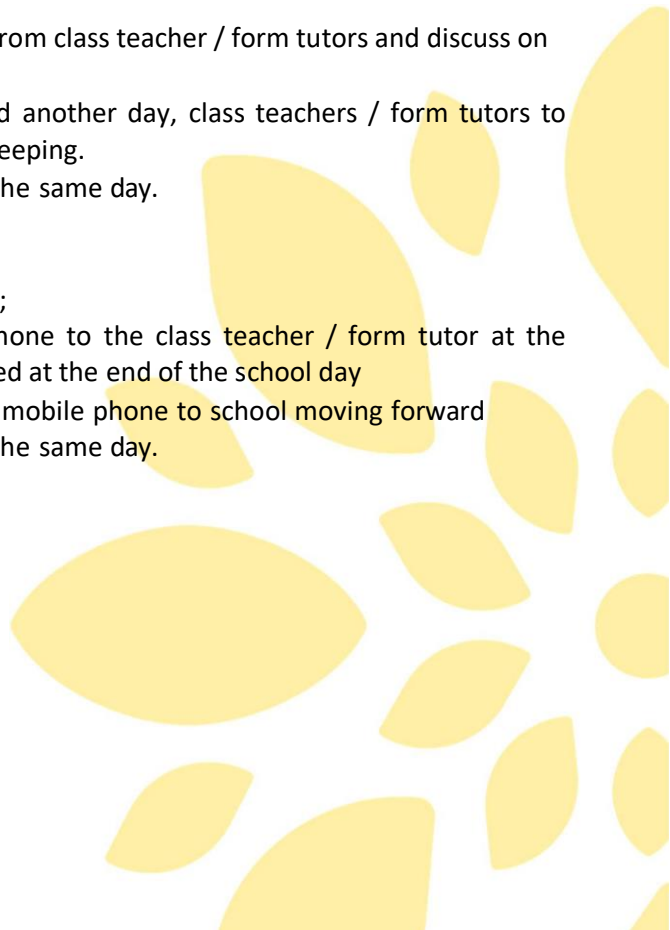 rom class teacher / form tutors and discuss on
d another day, class teachers / form tutors to
eeping.
he same day.
;
none to the class teacher / form tutor at the
ed at the end of the school day
mobile phone to school moving forward
he same day.